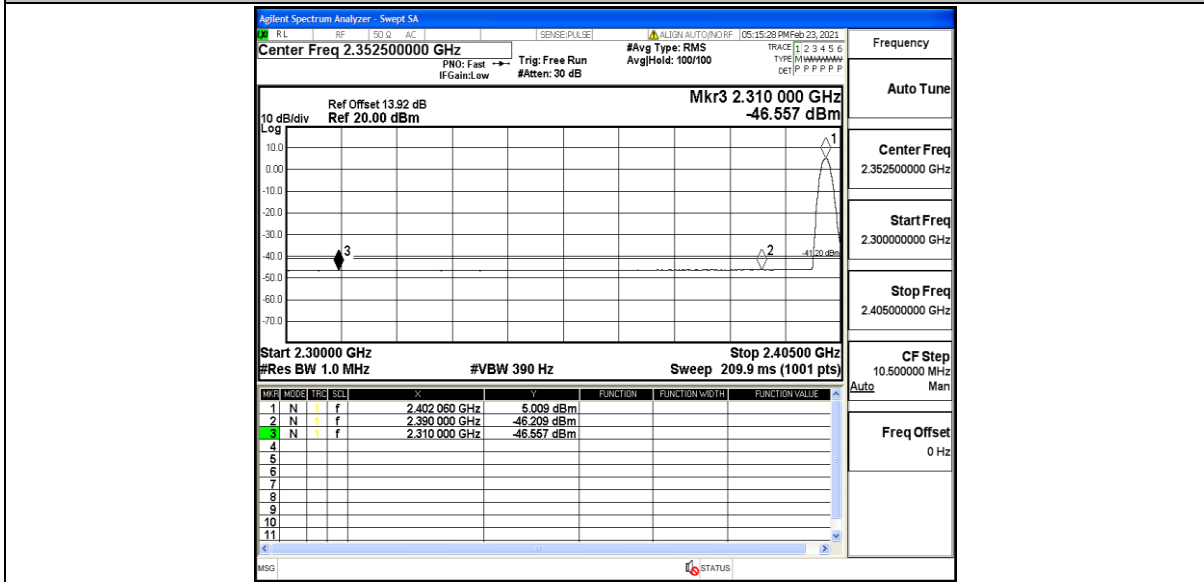 Agilent Spectrum Analyzer - Swept SA
RL RF 50 Ω AC SENSE:PULSE ALIGN AUTO/NO RF 05:15:28 PM Feb 23, 2021
Center Freq 2.352500000 GHz
PNO: Fast
IFGain:Low
Trig: Free Run
#Atten: 30 dB
#Avg Type: RMS
Avg|Hold: 100/100
TRACE 1 2 3 4 5 6
TYPE M WWWWW
DET P P P P P P
Ref Offset 13.92 dB
Ref 20.00 dBm
10 dB/div
Log
Mkr3 2.310 000 GHz
-46.557 dBm
10.0
0.00
-10.0
-20.0
-30.0
-40.0
-50.0
-60.0
-70.0
1
2
3
-41.20 dBm
Start 2.30000 GHz Stop 2.40500 GHz
#Res BW 1.0 MHz #VBW 390 Hz Sweep 209.9 ms (1001 pts)
MKR MODE TRC SCL X Y FUNCTION FUNCTION WIDTH FUNCTION VALUE
1 N 1 f 2.402 060 GHz 5.009 dBm
2 N 1 f 2.390 000 GHz -46.209 dBm
3 N 1 f 2.310 000 GHz -46.557 dBm
4
5
6
7
8
9
10
11
MSG STATUS
Frequency
Auto Tune
Center Freq
2.352500000 GHz
Start Freq
2.300000000 GHz
Stop Freq
2.405000000 GHz
CF Step
10.500000 MHz
Auto Man
Freq Offset
0 Hz